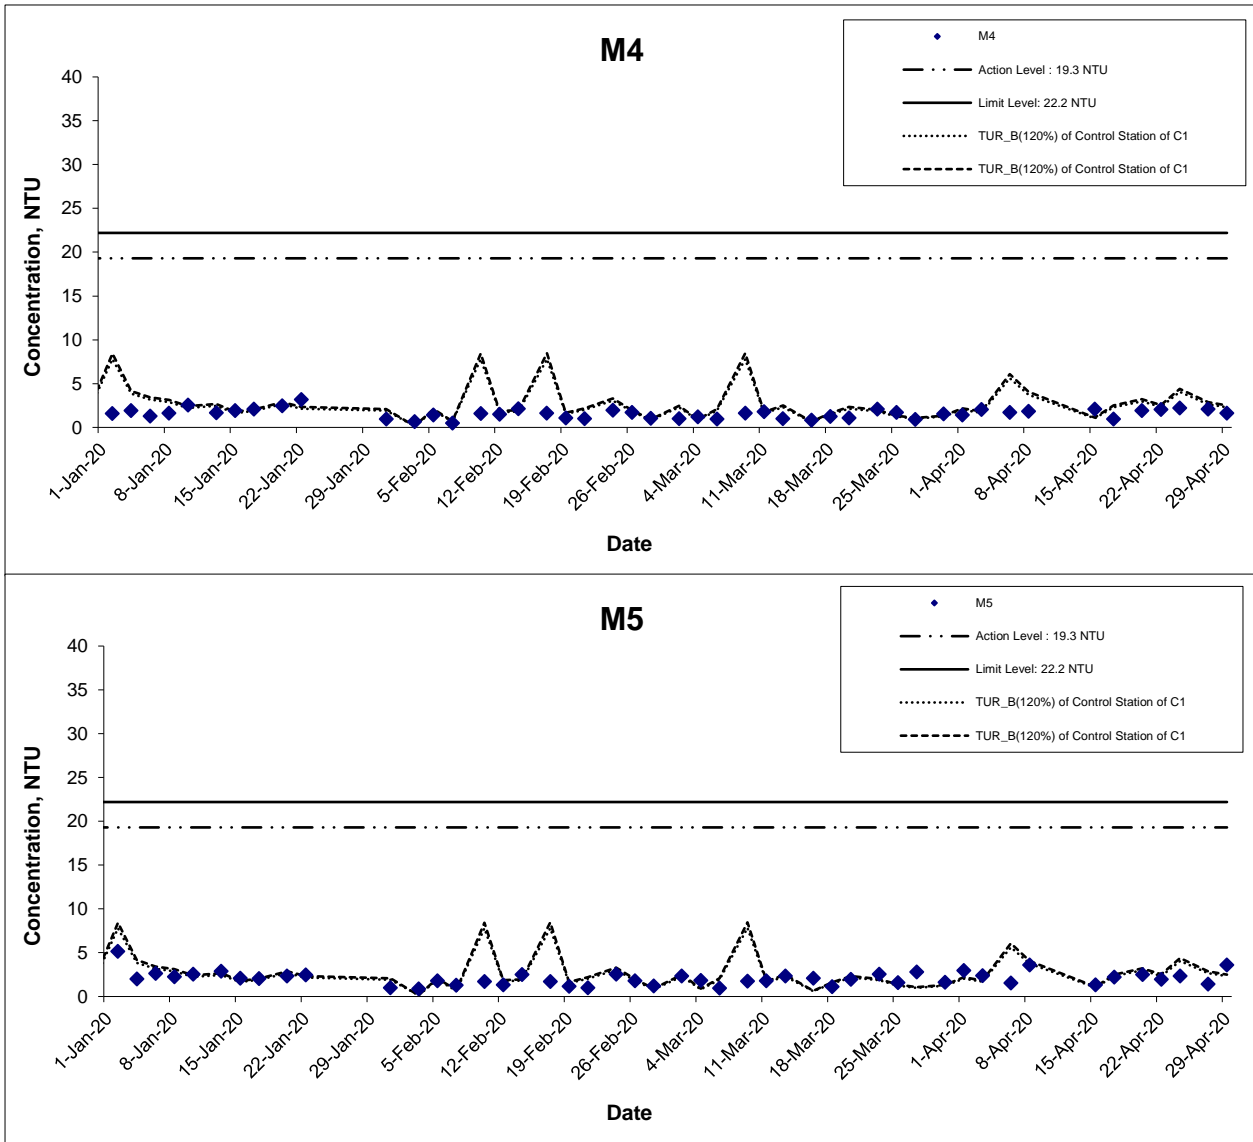 M4
M4
Action Level : 19.3 NTU
Limit Level: 22.2 NTU
TUR_B(120%) of Control Station of C1
TUR_B(120%) of Control Station of C1
Concentration, NTU
40
35
30
25
20
15
10
5
0
1-Jan-20
8-Jan-20
15-Jan-20
22-Jan-20
29-Jan-20
5-Feb-20
12-Feb-20
19-Feb-20
26-Feb-20
4-Mar-20
11-Mar-20
18-Mar-20
25-Mar-20
1-Apr-20
8-Apr-20
15-Apr-20
22-Apr-20
29-Apr-20
Date
M5
M5
Action Level : 19.3 NTU
Limit Level: 22.2 NTU
TUR_B(120%) of Control Station of C1
TUR_B(120%) of Control Station of C1
Concentration, NTU
40
35
30
25
20
15
10
5
0
1-Jan-20
8-Jan-20
15-Jan-20
22-Jan-20
29-Jan-20
5-Feb-20
12-Feb-20
19-Feb-20
26-Feb-20
4-Mar-20
11-Mar-20
18-Mar-20
25-Mar-20
1-Apr-20
8-Apr-20
15-Apr-20
22-Apr-20
29-Apr-20
Date